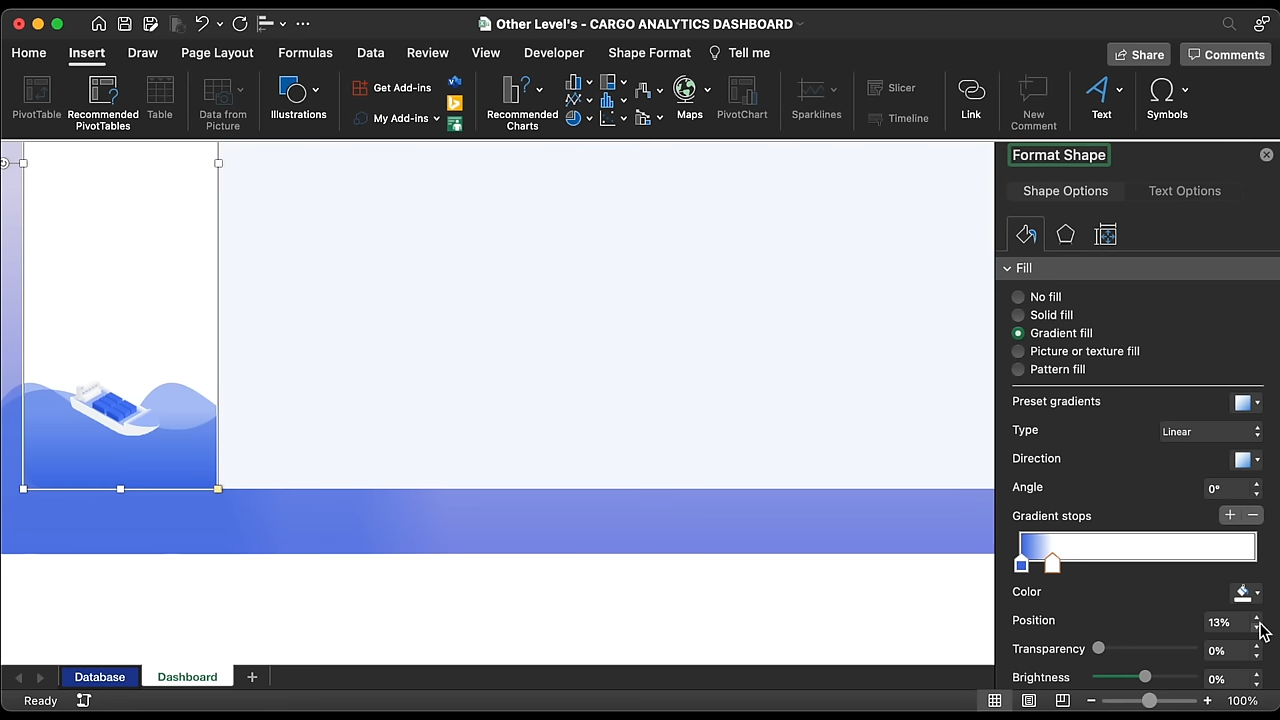 Other Level's - CARGO ANALYTICS DASHBOARD
Home Insert Draw Page Layout Formulas Data Review View Developer Shape Format Tell me Share Comments
PivotTable
Recommended PivotTables
Table
Data from Picture
Illustrations
Get Add-ins
My Add-ins
Recommended Charts
Maps
PivotChart
Sparklines
Slicer
Timeline
Link
New Comment
Text
Symbols
Format Shape
Shape Options Text Options
Fill
No fill
Solid fill
Gradient fill
Picture or texture fill
Pattern fill
Preset gradients
Type Linear
Direction
Angle 0°
Gradient stops
Color
Position 13%
Transparency 0%
Brightness 0%
Database Dashboard
Ready 100%